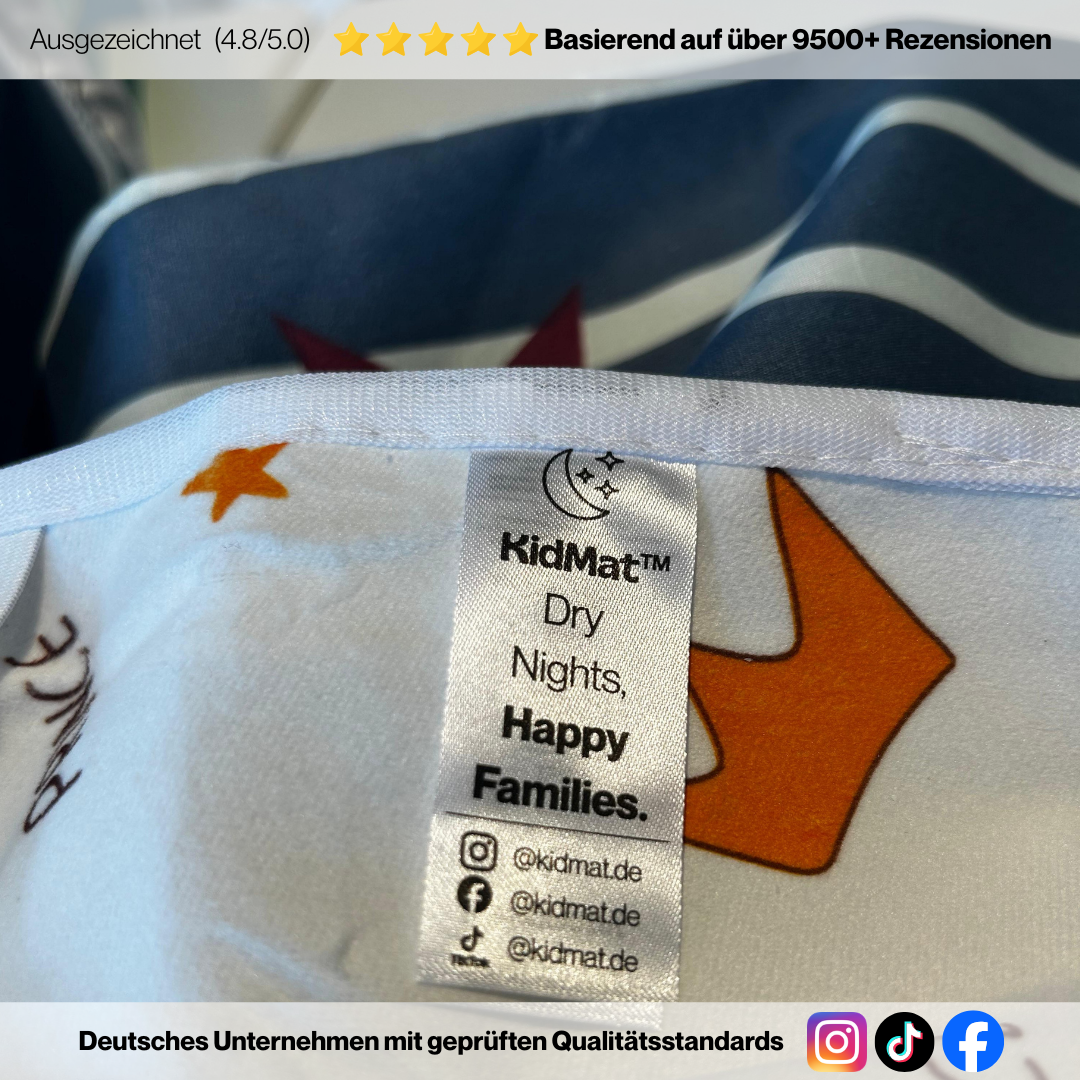 Ausgezeichnet (4.8/5.0) ⭐⭐⭐⭐⭐ Basierend auf über 9500+ Rezensionen
KidMat™
Dry
Nights,
Happy
Families.
@kidmat.de
@kidmat.de
TikTok @kidmat.de
PRINCE
Deutsches Unternehmen mit geprüften Qualitätsstandards